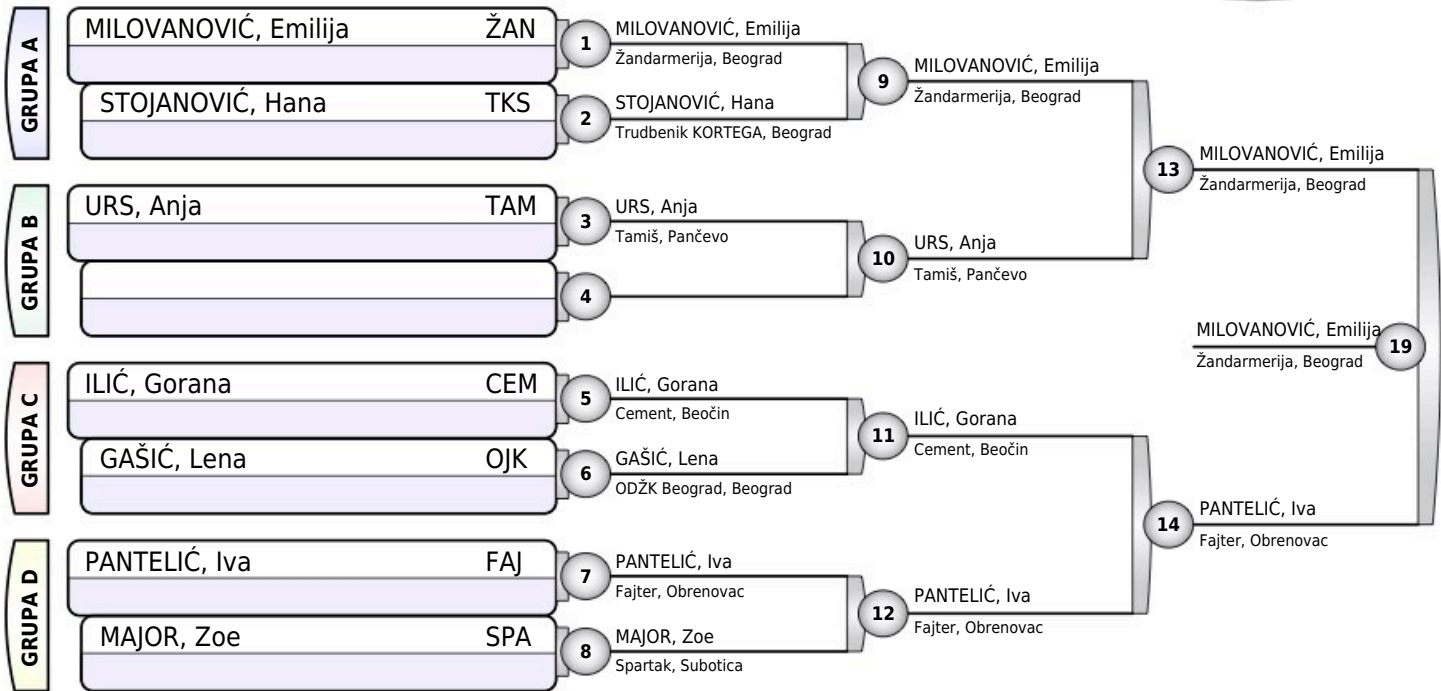 GRUPA A
MILOVANOVIĆ, Emilija ŽAN
STOJANOVIĆ, Hana TKS
GRUPA B
URS, Anja TAM
GRUPA C
ILIĆ, Gorana CEM
GAŠIĆ, Lena OJK
GRUPA D
PANTELIĆ, Iva FAJ
MAJOR, Zoe SPA
1
MILOVANOVIĆ, Emilija
Žandarmerija, Beograd
2
STOJANOVIĆ, Hana
Trudbenik KORTEGA, Beograd
3
URS, Anja
Tamiš, Pančevo
4
5
ILIĆ, Gorana
Cement, Beočin
6
GAŠIĆ, Lena
ODŽK Beograd, Beograd
7
PANTELIĆ, Iva
Fajter, Obrenovac
8
MAJOR, Zoe
Spartak, Subotica
9
MILOVANOVIĆ, Emilija
Žandarmerija, Beograd
10
URS, Anja
Tamiš, Pančevo
11
ILIĆ, Gorana
Cement, Beočin
12
PANTELIĆ, Iva
Fajter, Obrenovac
13
MILOVANOVIĆ, Emilija
Žandarmerija, Beograd
14
PANTELIĆ, Iva
Fajter, Obrenovac
MILOVANOVIĆ, Emilija
Žandarmerija, Beograd
19